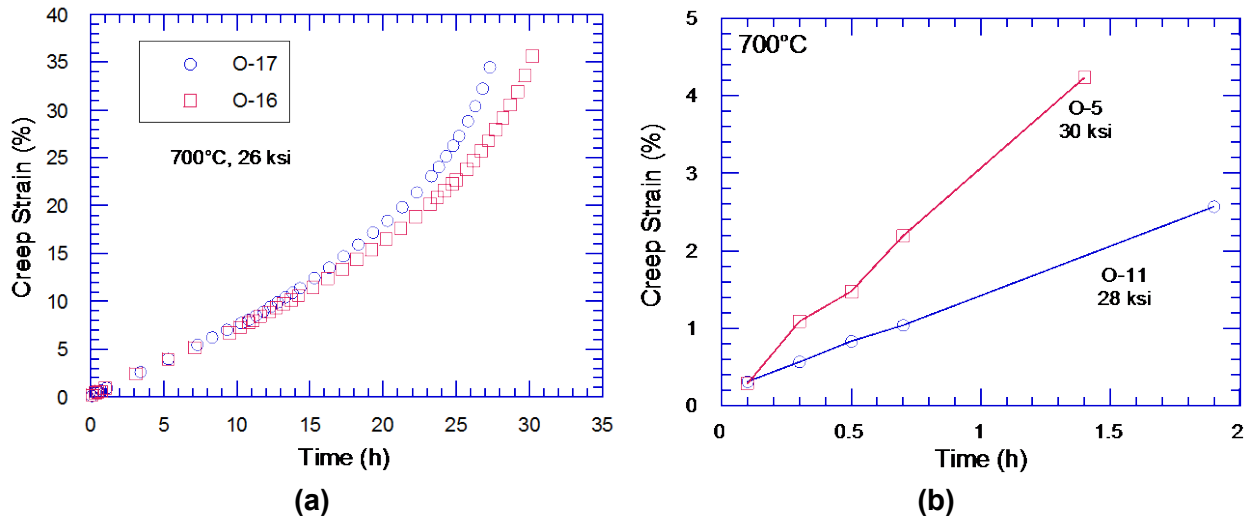 40
35
30
25
20
15
10
5
0
Creep Strain (%)
O-17
O-16
700°C, 26 ksi
0 5 10 15 20 25 30 35
Time (h)
(a)
5
4
3
2
1
0
Creep Strain (%)
700°C
O-5
30 ksi
O-11
28 ksi
0 0.5 1 1.5 2
Time (h)
(b)